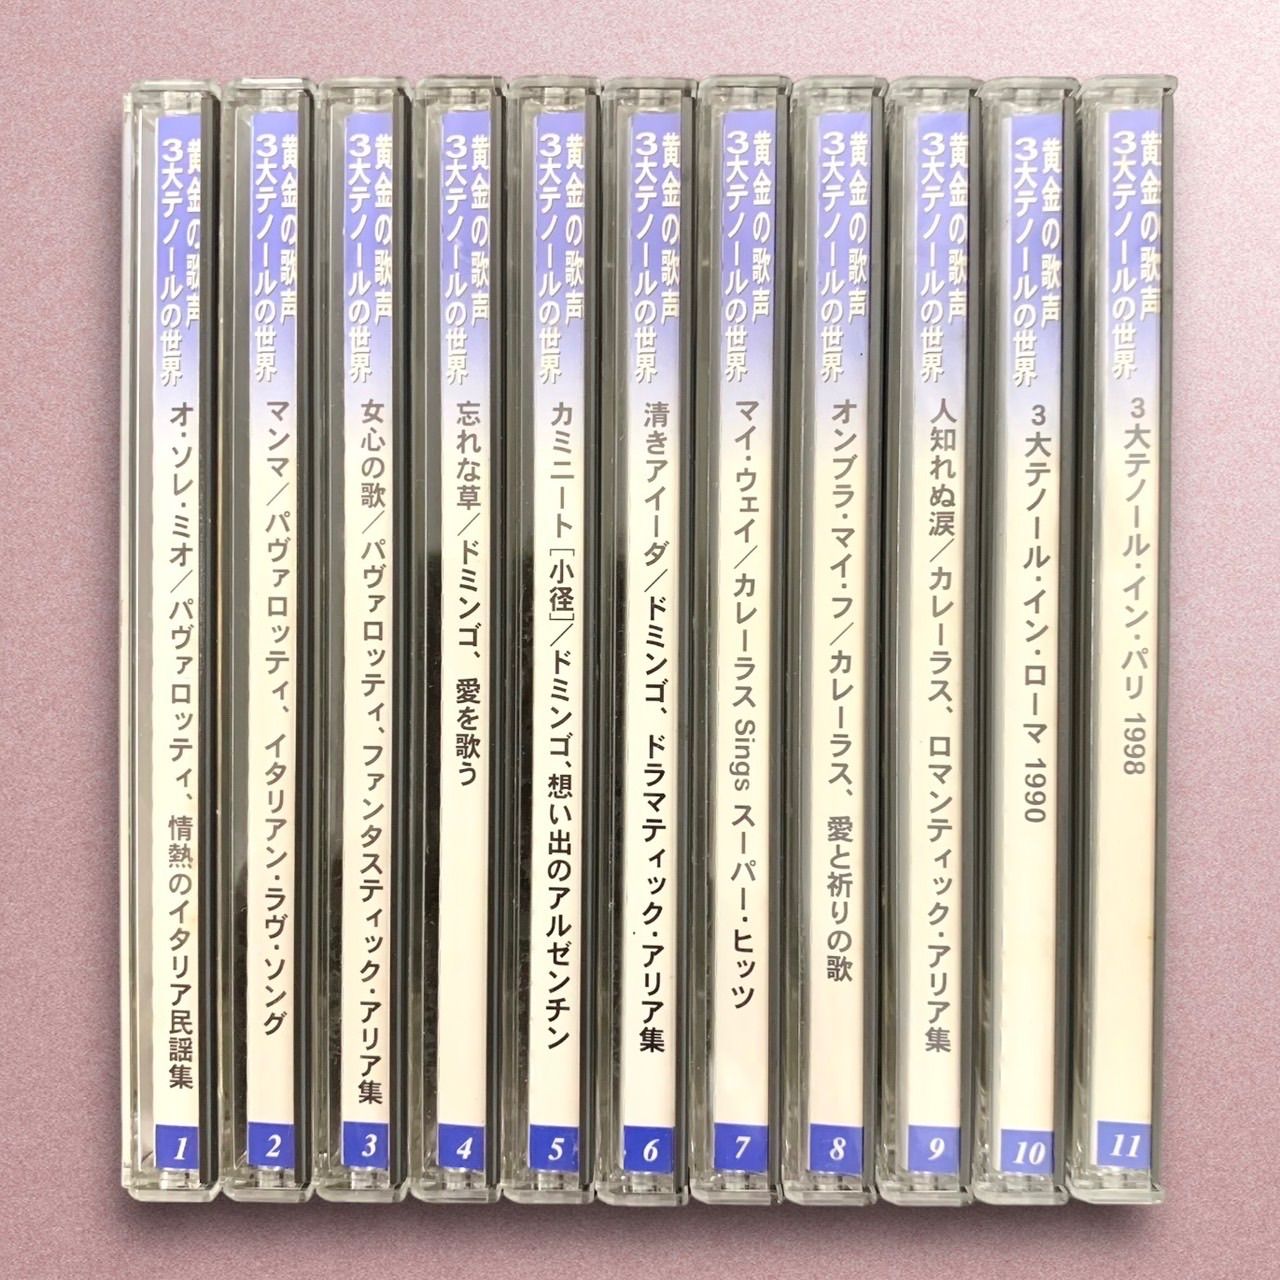 黄金の歌声
3大テノールの世界
オ・ソレ・ミオ／パヴァロッティ、情熱のイタリア民謡集
1
黄金の歌声
3大テノールの世界
マンマ／パヴァロッティ、イタリアン・ラヴ・ソング
2
黄金の歌声
3大テノールの世界
女心の歌／パヴァロッティ、ファンタスティック・アリア集
3
黄金の歌声
3大テノールの世界
忘れな草／ドミンゴ、愛を歌う
4
黄金の歌声
3大テノールの世界
カミニート［小径］／ドミンゴ、想い出のアルゼンチン
5
黄金の歌声
3大テノールの世界
清きアイーダ／ドミンゴ、ドラマティック・アリア集
6
黄金の歌声
3大テノールの世界
マイ・ウェイ／カレーラス Sings スーパー・ヒッツ
7
黄金の歌声
3大テノールの世界
オンブラ・マイ・フ／カレーラス、愛と祈りの歌
8
黄金の歌声
3大テノールの世界
人知れぬ涙／カレーラス、ロマンティック・アリア集
9
黄金の歌声
3大テノールの世界
3大テノール・イン・ローマ 1990
10
黄金の歌声
3大テノールの世界
3大テノール・イン・パリ 1998
11